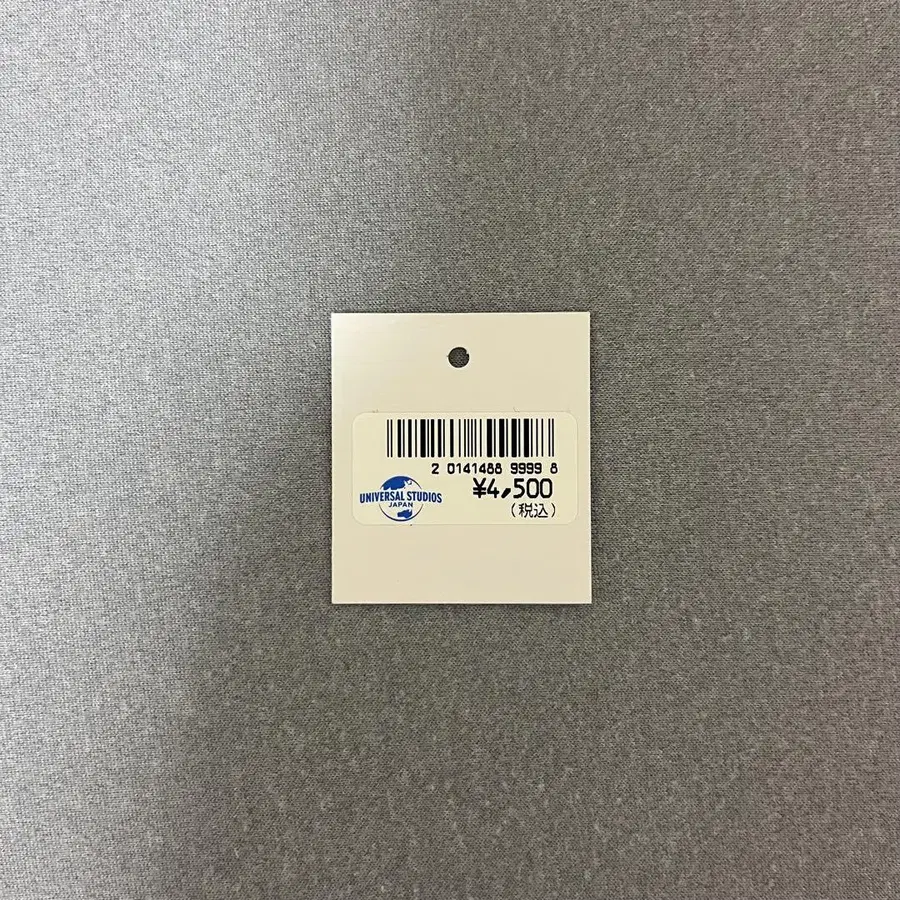 2 0141488 9999 8
UNIVERSAL STUDIOS
JAPAN
¥4,500
(税込)